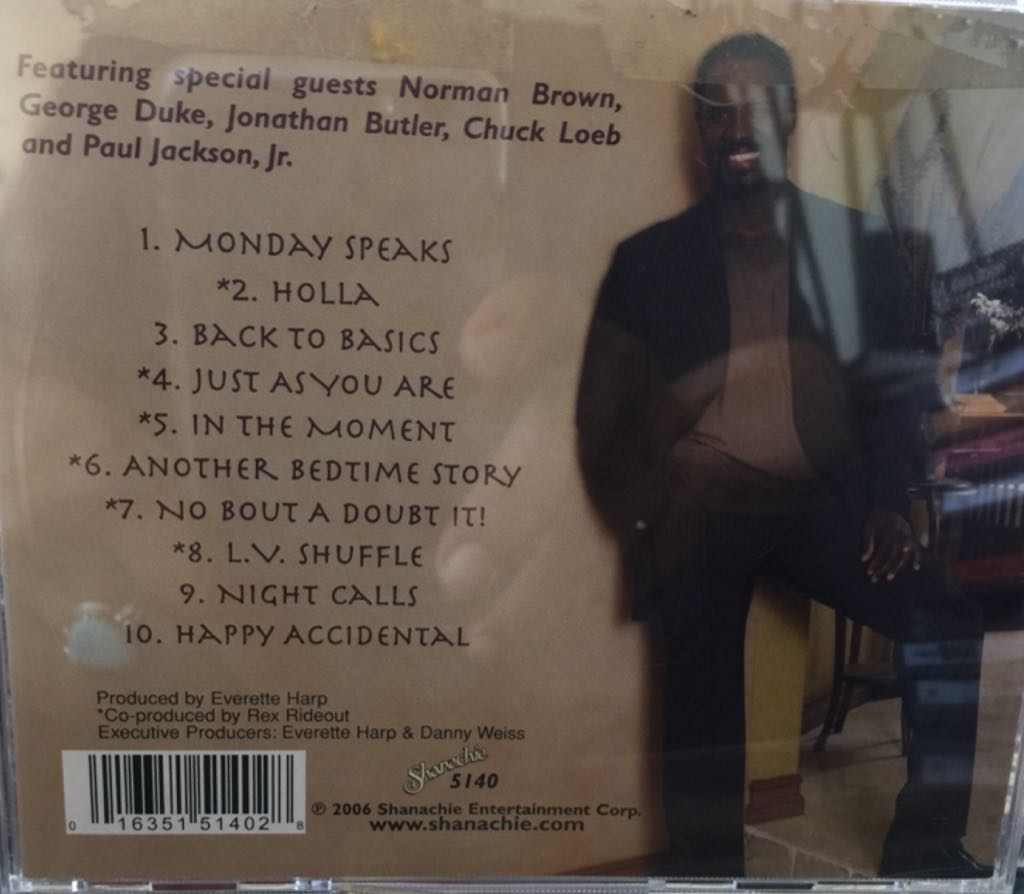 Featuring special guests Norman Brown,
George Duke, Jonathan Butler, Chuck Loeb
and Paul Jackson, Jr.
1. MONDAY SPEAKS
*2. HOLLA
3. BACK TO BASICS
*4. JUST AS YOU ARE
*5. IN THE MOMENT
*6. ANOTHER BEDTIME STORY
*7. NO BOUT A DOUBT IT!
*8. L.V. SHUFFLE
9. NIGHT CALLS
10. HAPPY ACCIDENTAL
Produced by Everette Harp
*Co-produced by Rex Rideout
Executive Producers: Everette Harp & Danny Weiss
Shanachie
5140
℗ 2006 Shanachie Entertainment Corp.
www.shanachie.com
0 16351 51402 8